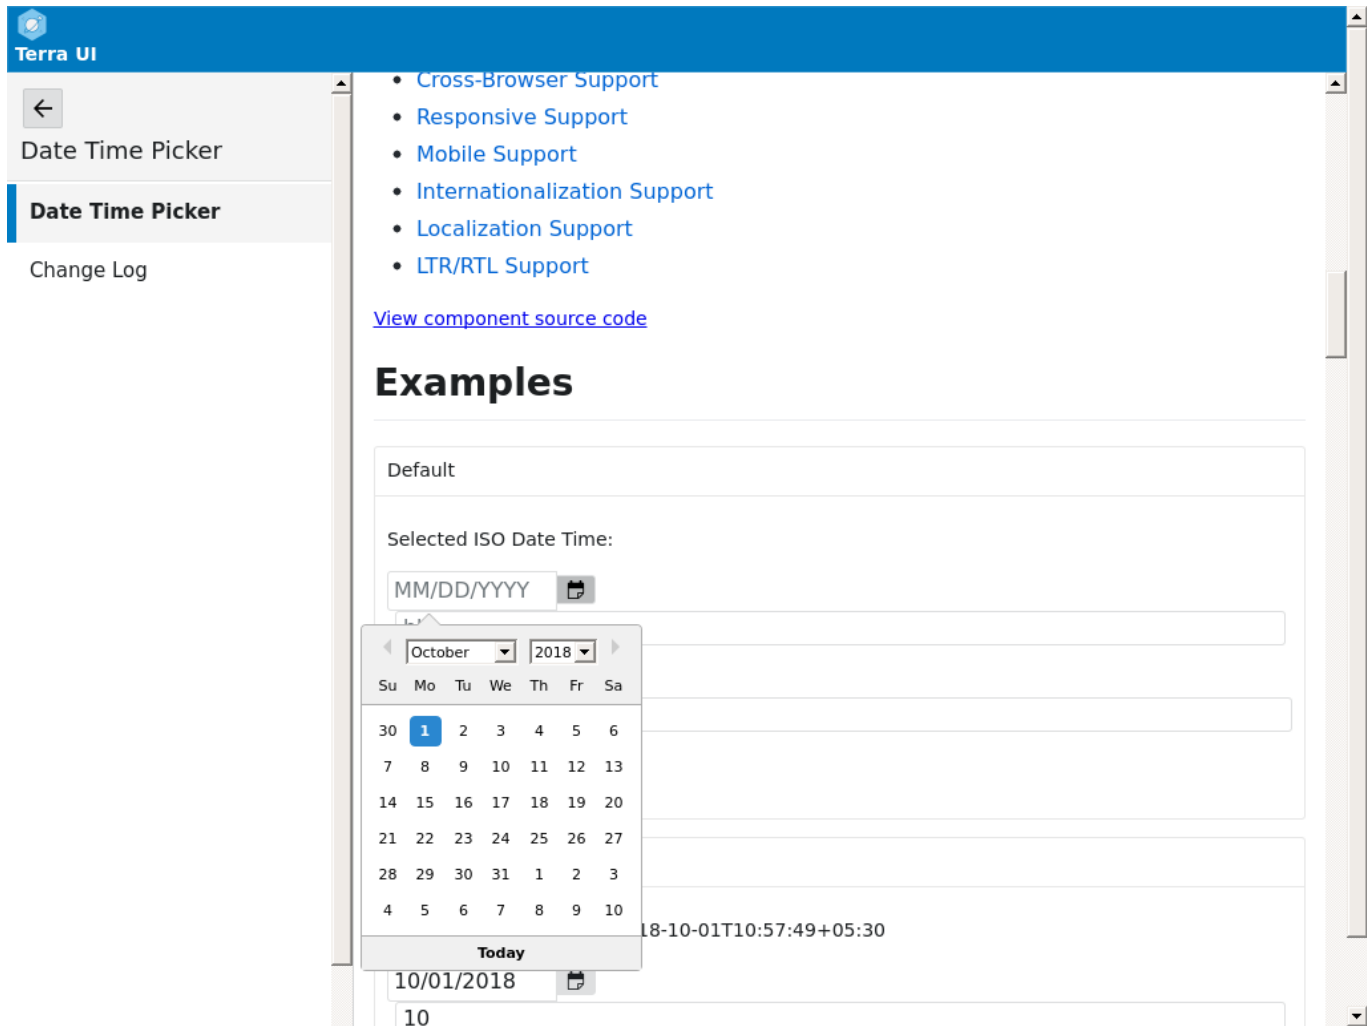 Terra UI
Date Time Picker
Date Time Picker
Change Log
Cross-Browser Support
Responsive Support
Mobile Support
Internationalization Support
Localization Support
LTR/RTL Support
View component source code
Examples
Default
Selected ISO Date Time:
MM/DD/YYYY
October 2018
Su Mo Tu We Th Fr Sa
30 1 2 3 4 5 6
7 8 9 10 11 12 13
14 15 16 17 18 19 20
21 22 23 24 25 26 27
28 29 30 31 1 2 3
4 5 6 7 8 9 10
18-10-01T10:57:49+05:30
Today
10/01/2018
10